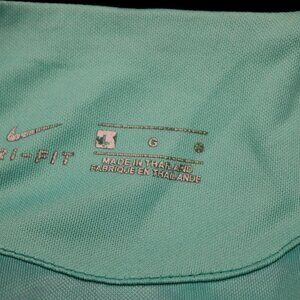 RI-FIT
G
MADE IN THAILAND
FABRIQUE EN THAILANDE